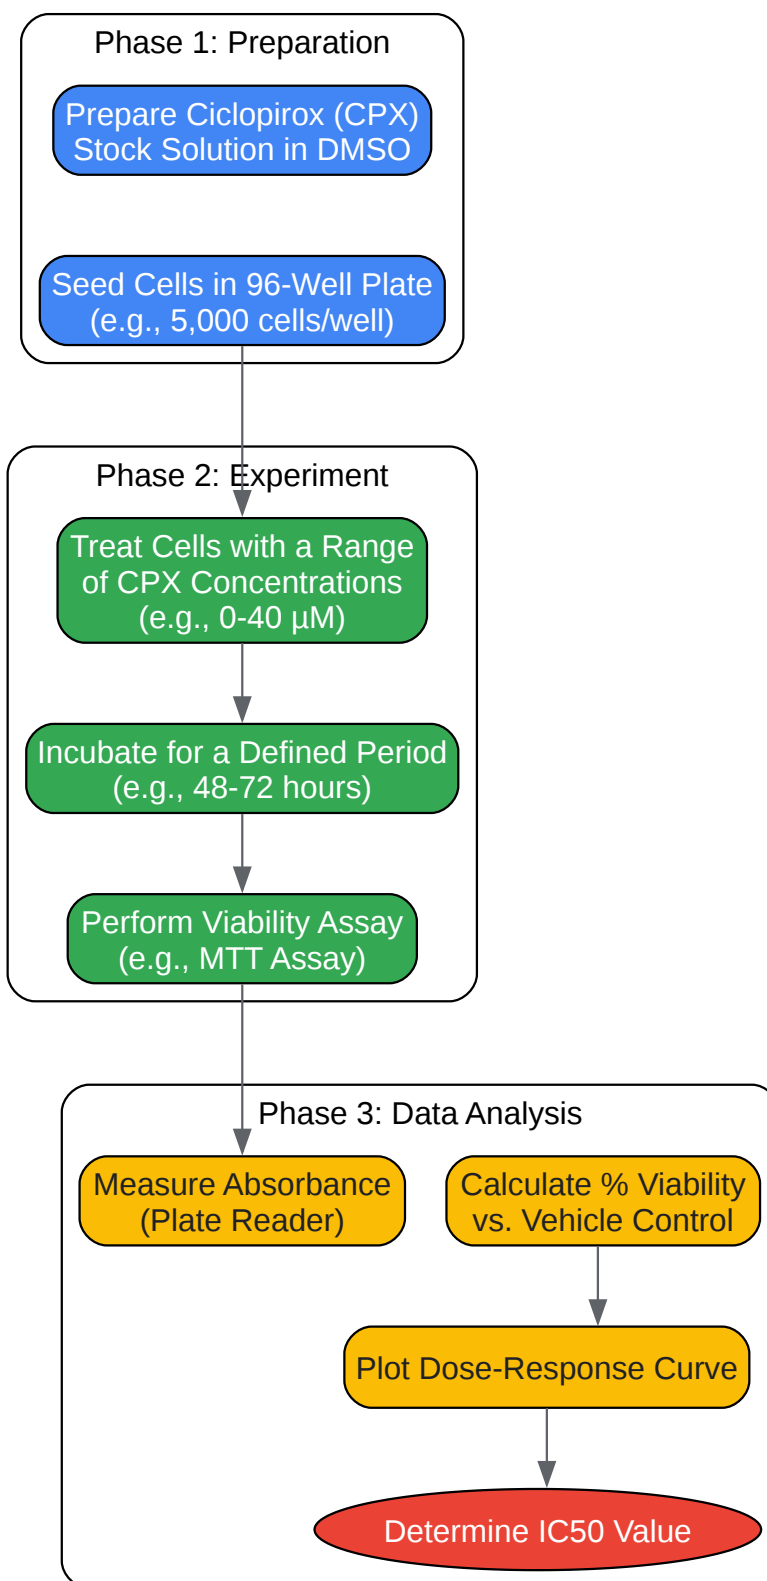 Phase 1: Preparation
Prepare Ciclopirox (CPX)
Stock Solution in DMSO
Seed Cells in 96-Well Plate
(e.g., 5,000 cells/well)
Phase 2: Experiment
Treat Cells with a Range
of CPX Concentrations
(e.g., 0-40 µM)
Incubate for a Defined Period
(e.g., 48-72 hours)
Perform Viability Assay
(e.g., MTT Assay)
Phase 3: Data Analysis
Measure Absorbance
(Plate Reader)
Calculate % Viability
vs. Vehicle Control
Plot Dose-Response Curve
Determine IC50 Value